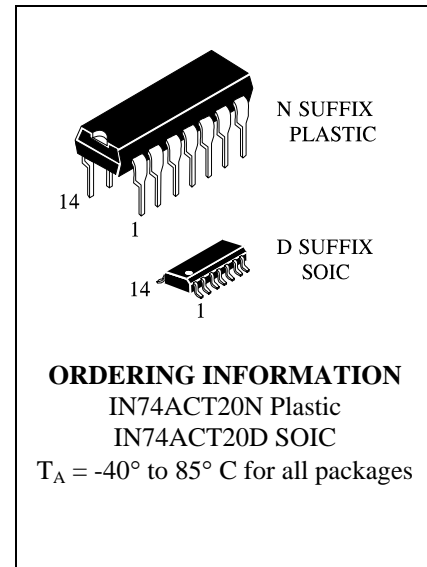 N SUFFIX
PLASTIC
14
1
D SUFFIX
SOIC
14
1
ORDERING INFORMATION
IN74ACT20N Plastic
IN74ACT20D SOIC
T_A = -40° to 85° C for all packages